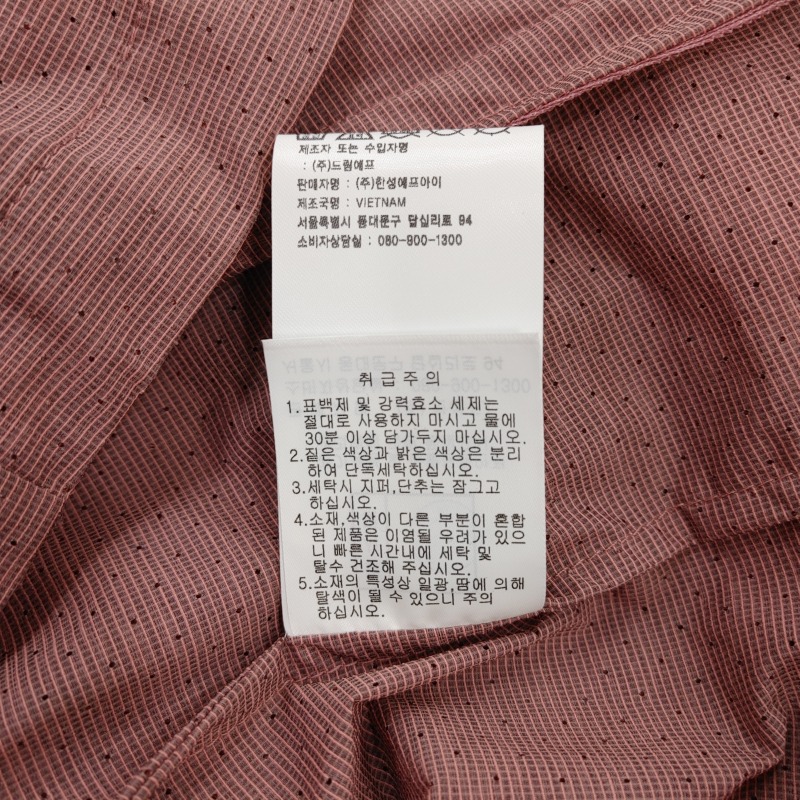 제조자 또는 수입자명
: (주)드림에프
판매자명 : (주)한성에프아이
제조국명 : VIETNAM
서울특별시 동대문구 답십리로 94
소비자상담실 : 080-900-1300
취급주의
1.표백제 및 강력효소 세제는
절대로 사용하지 마시고 물에
30분 이상 담가두지 마십시오.
2.짙은 색상과 밝은 색상은 분리
하여 단독세탁하십시오.
3.세탁시 지퍼,단추는 잠그고
하십시오.
4.소재,색상이 다른 부분이 혼합
된 제품은 이염될 우려가 있으
니 빠른 시간내에 세탁 및
탈수 건조해 주십시오.
5.소재의 특성상 일광,땀에 의해
탈색이 될 수 있으니 주의
하십시오.